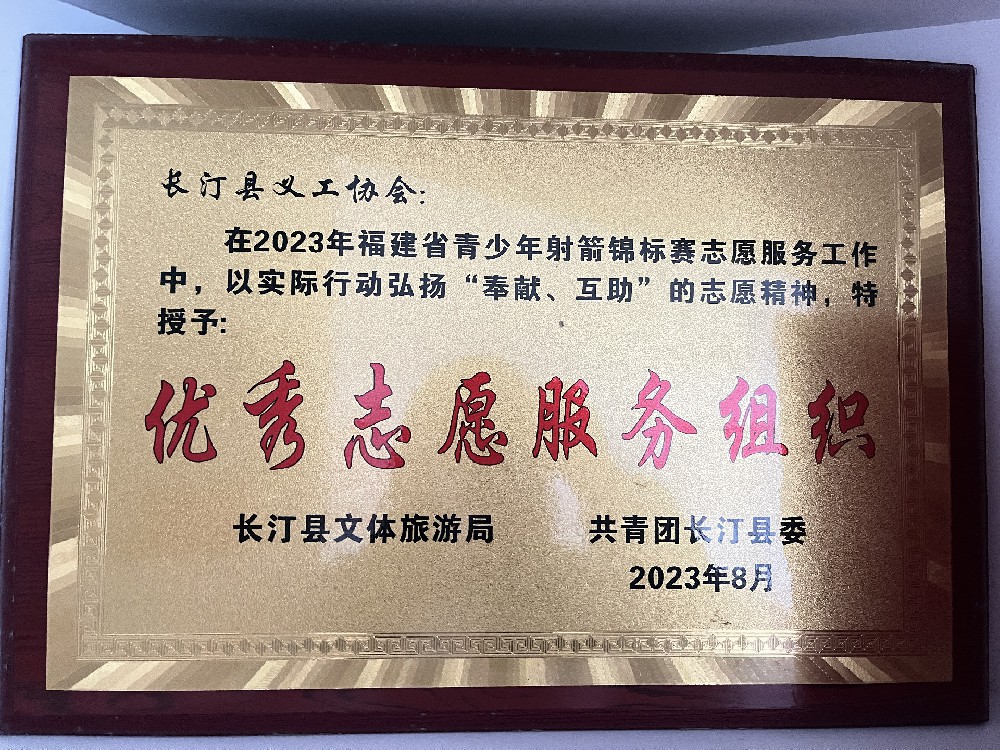 长汀县义工协会:
在2023年福建省青少年射箭锦标赛志愿服务工作
中，以实际行动弘扬“奉献、互助”的志愿精神，特
授予:
优秀志愿服务组织
长汀县文体旅游局 共青团长汀县委
2023年8月